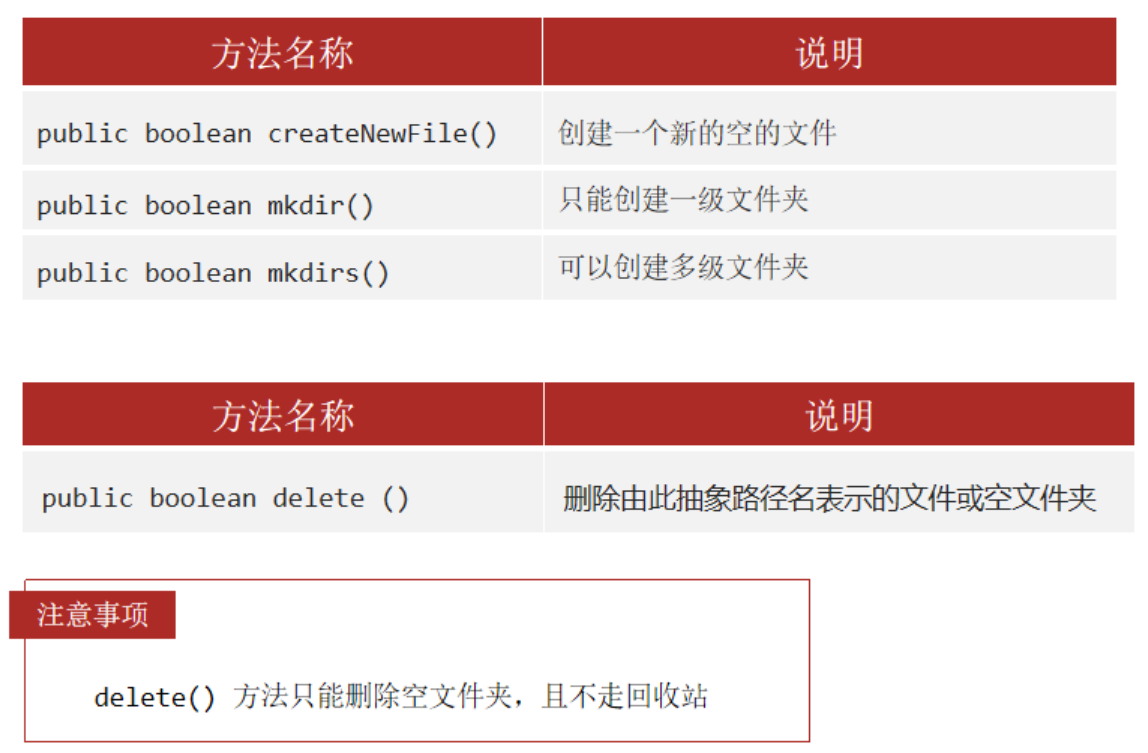 方法名称 说明
public boolean createNewFile() 创建一个新的空的文件
public boolean mkdir() 只能创建一级文件夹
public boolean mkdirs() 可以创建多级文件夹
方法名称 说明
public boolean delete () 删除由此抽象路径名表示的文件或空文件夹
注意事项
delete() 方法只能删除空文件夹，且不走回收站